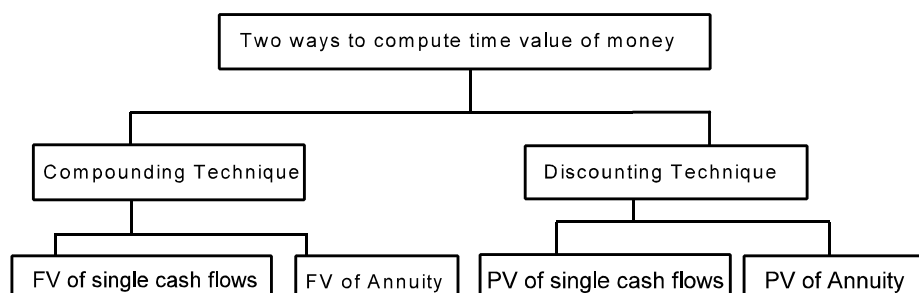 Two ways to compute time value of money
Compounding Technique
Discounting Technique
FV of single cash flows
FV of Annuity
PV of single cash flows
PV of Annuity